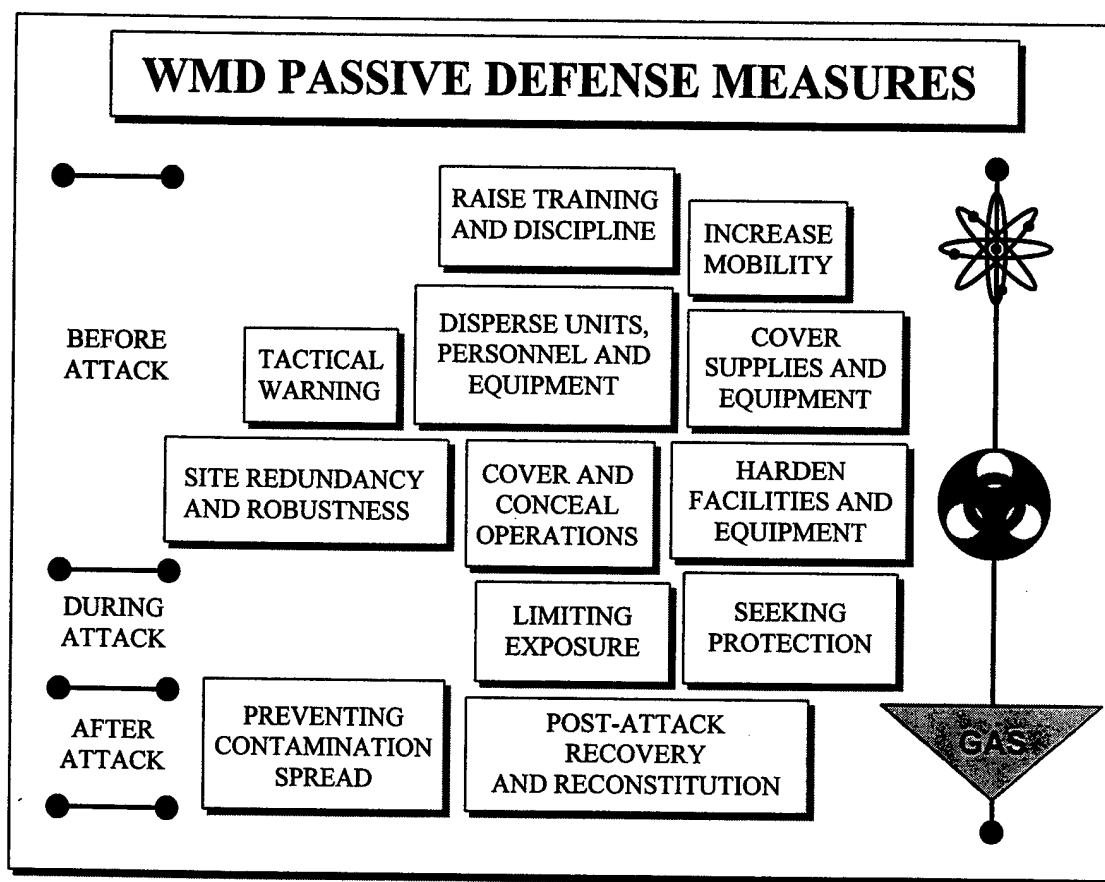 WMD PASSIVE DEFENSE MEASURES
RAISE TRAINING
AND DISCIPLINE
INCREASE
MOBILITY
BEFORE
ATTACK
TACTICAL
WARNING
DISPERSE UNITS,
PERSONNEL AND
EQUIPMENT
COVER
SUPPLIES AND
EQUIPMENT
SITE REDUNDANCY
AND ROBUSTNESS
COVER AND
CONCEAL
OPERATIONS
HARDEN
FACILITIES AND
EQUIPMENT
DURING
ATTACK
LIMITING
EXPOSURE
SEEKING
PROTECTION
AFTER
ATTACK
PREVENTING
CONTAMINATION
SPREAD
POST-ATTACK
RECOVERY
AND RECONSTITUTION
GAS